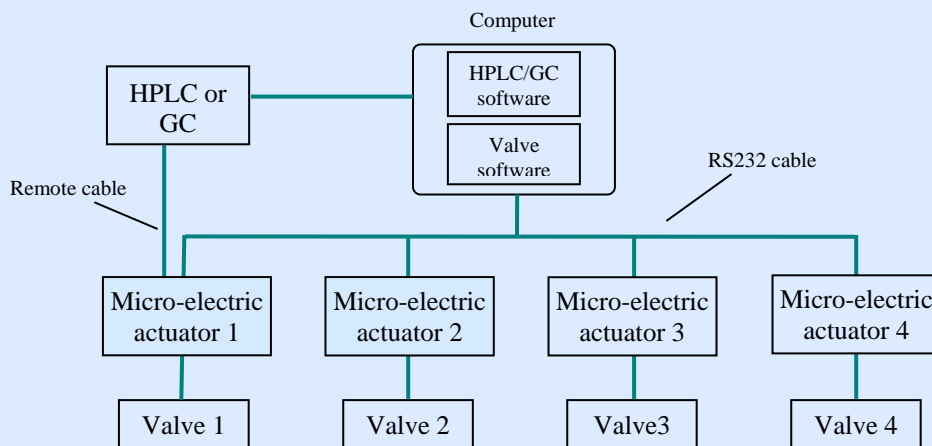 Computer
HPLC/GC
software
HPLC or
GC
Valve
software
RS232 cable
Remote cable
Micro-electric
actuator 1
Micro-electric
actuator 2
Micro-electric
actuator 3
Micro-electric
actuator 4
Valve 1
Valve 2
Valve3
Valve 4